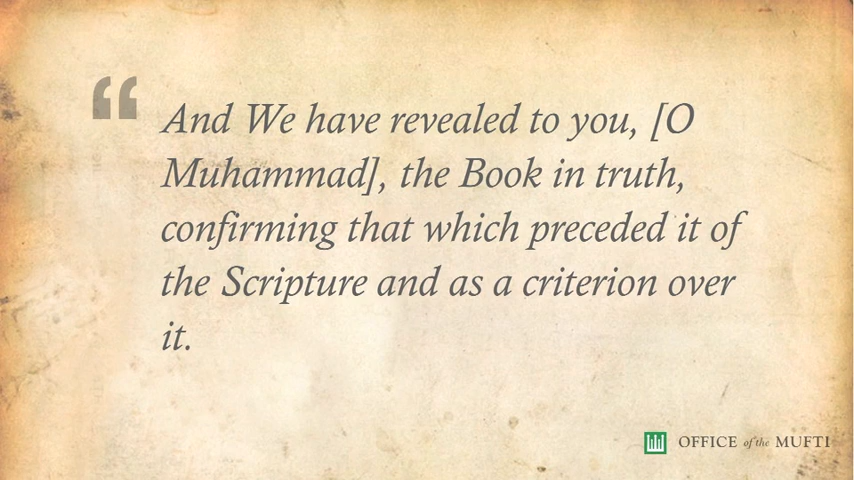 “
And We have revealed to you, [O
Muhammad], the Book in truth,
confirming that which preceded it of
the Scripture and as a criterion over
it.
OFFICE of the MUFTI